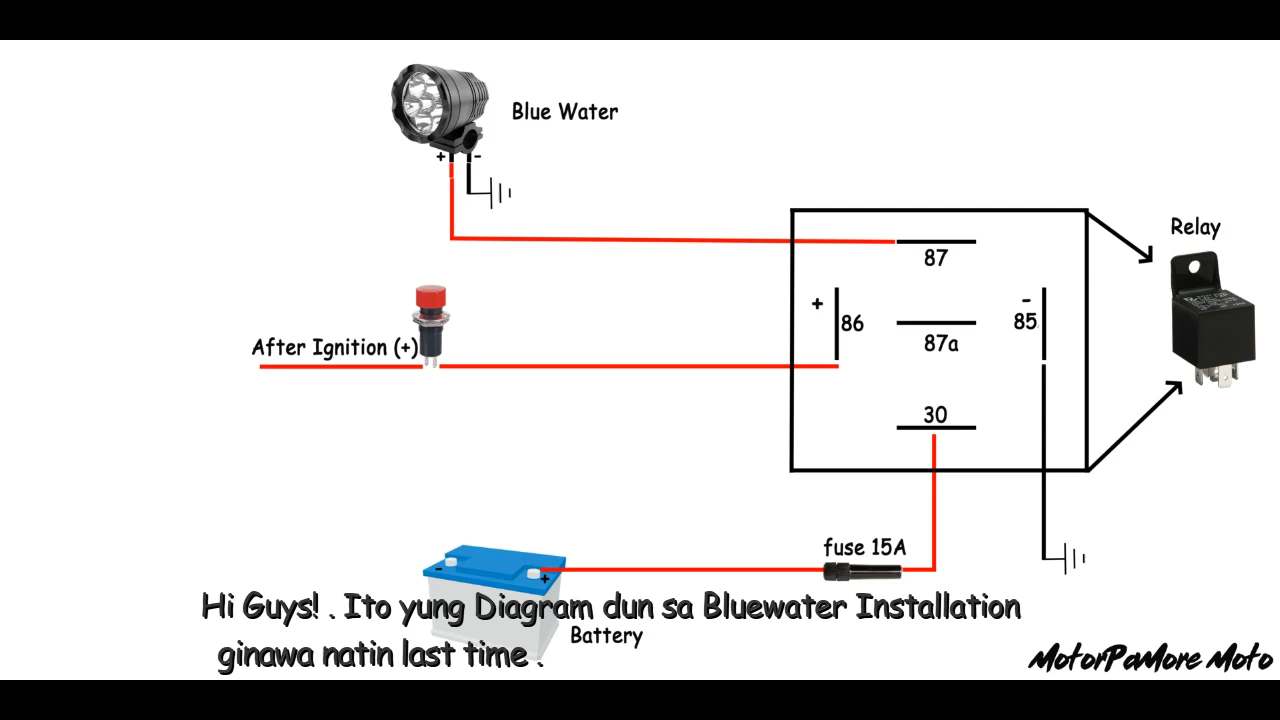 Blue Water
+ -
Relay
87
+
86
-
85
87a
After Ignition (+)
30
fuse 15A
- +
Hi Guys! . Ito yung Diagram dun sa Bluewater Installation
ginawa natin last time .
Battery
MotorPaMore Moto